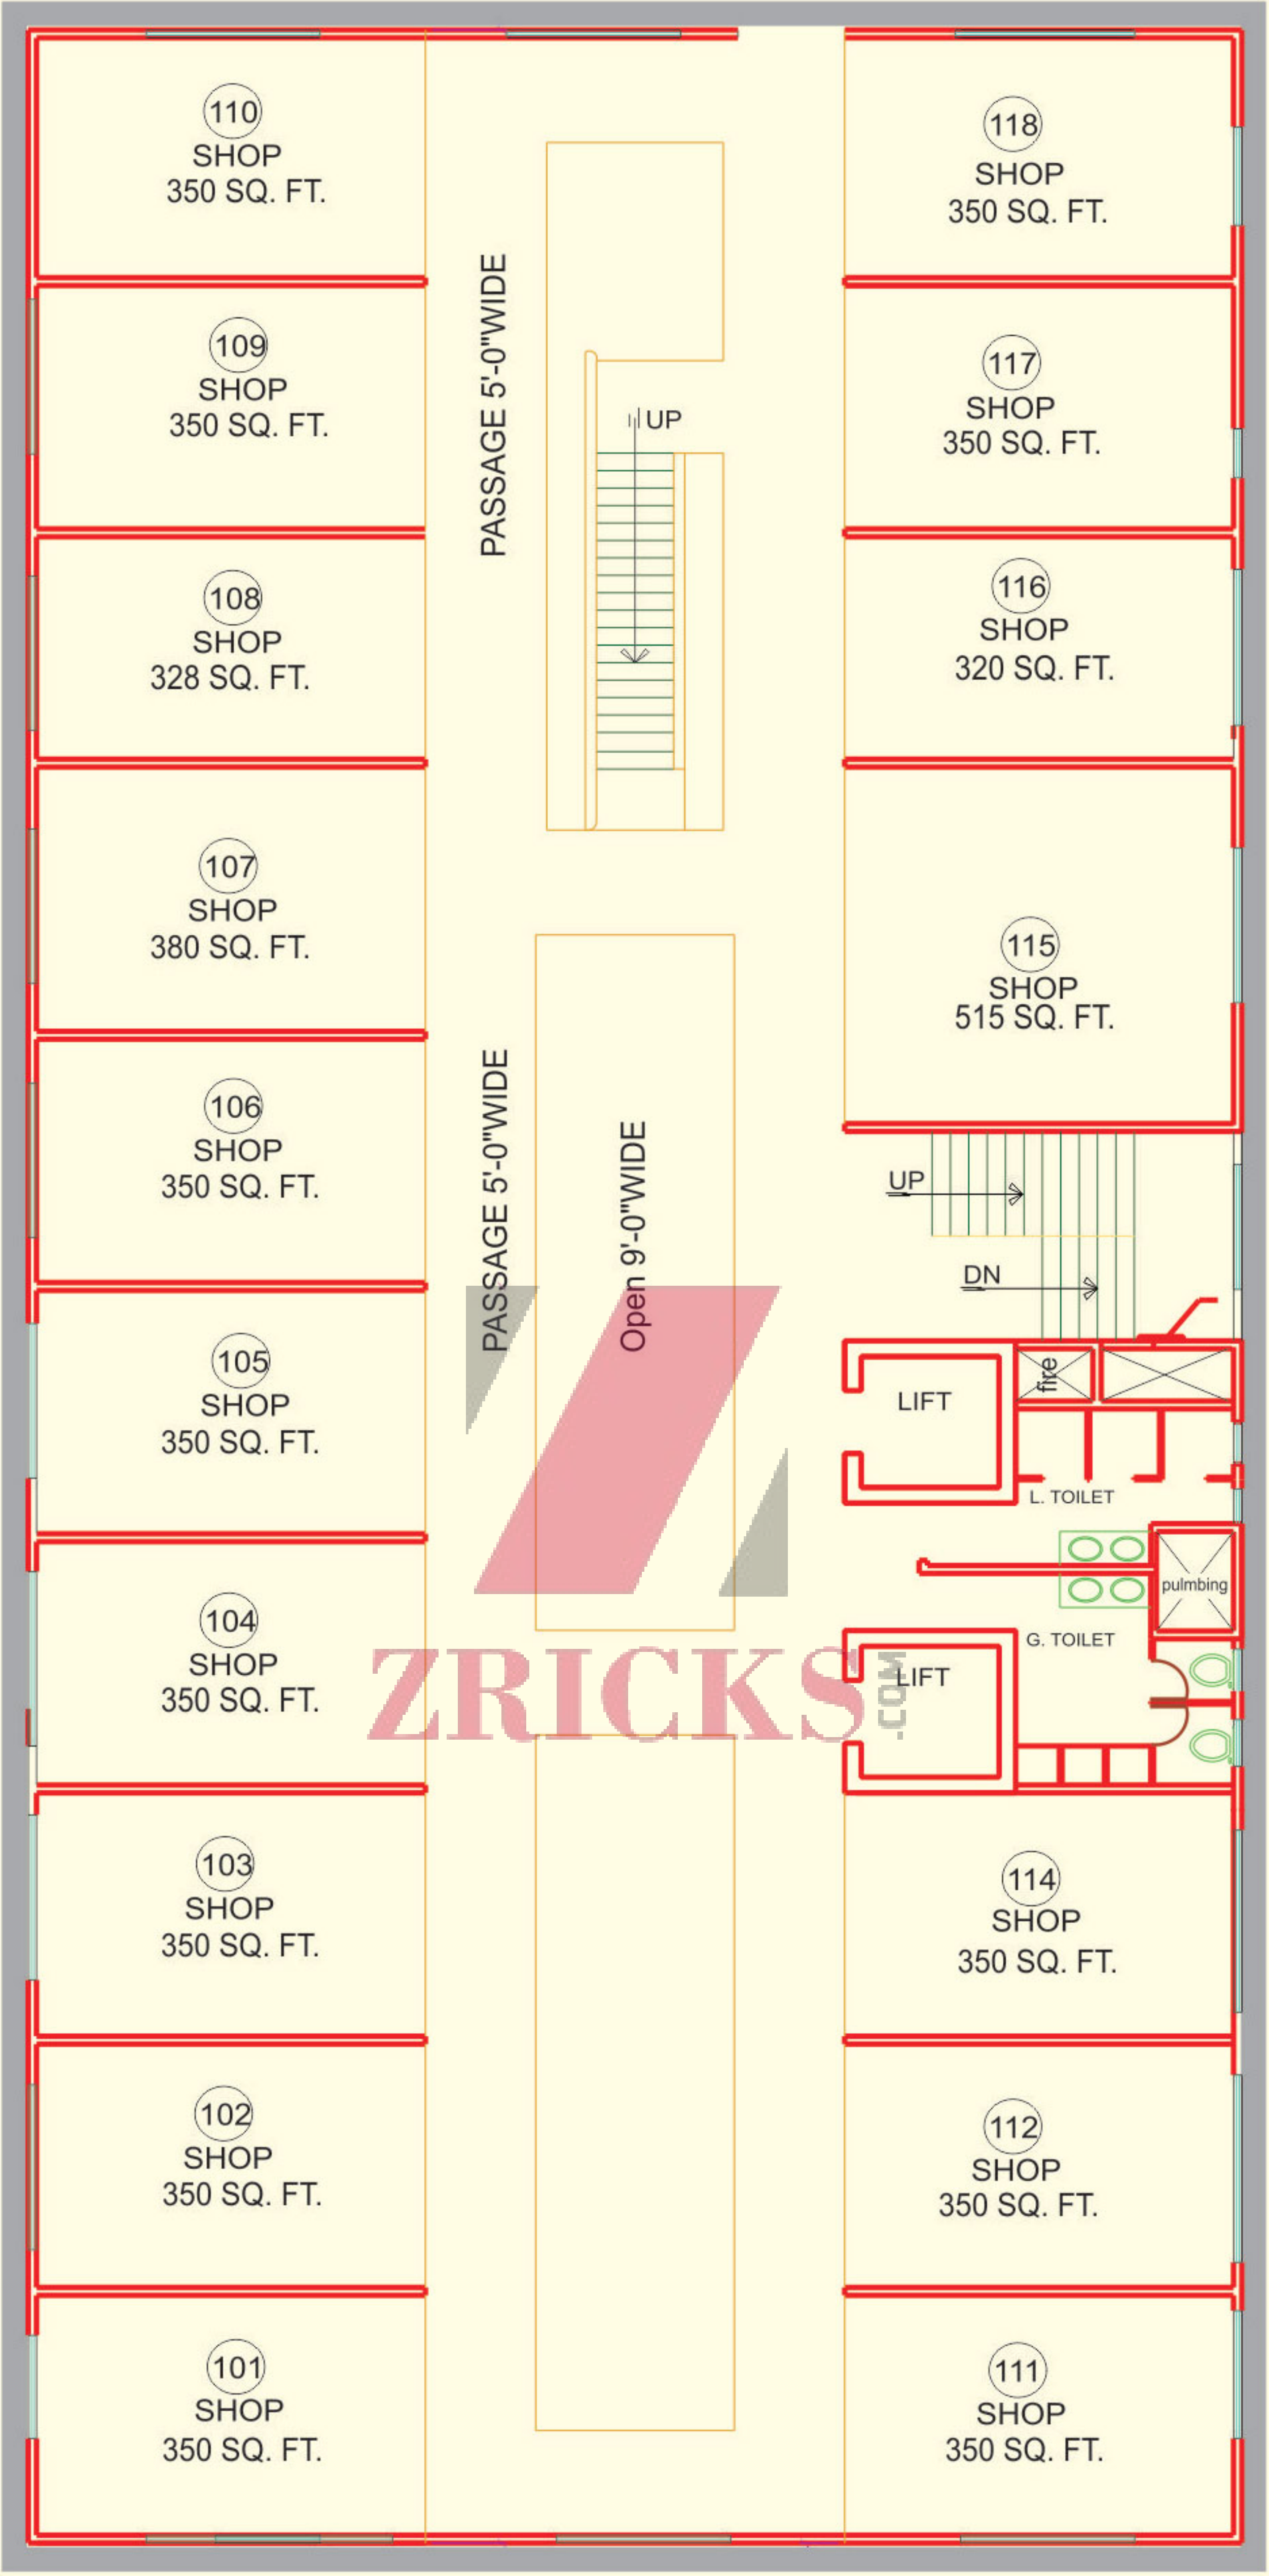 110
SHOP
350 SQ. FT.
118
SHOP
350 SQ. FT.
PASSAGE 5'-0"WIDE
109
SHOP
350 SQ. FT.
117
SHOP
350 SQ. FT.
UP
108
SHOP
328 SQ. FT.
116
SHOP
320 SQ. FT.
107
SHOP
380 SQ. FT.
115
SHOP
515 SQ. FT.
PASSAGE 5'-0"WIDE
Open 9'-0"WIDE
106
SHOP
350 SQ. FT.
UP
DN
105
SHOP
350 SQ. FT.
LIFT
fire
L. TOILET
pulmbing
G. TOILET
104
SHOP
350 SQ. FT.
LIFT
ZRICKS
.COM
103
SHOP
350 SQ. FT.
114
SHOP
350 SQ. FT.
102
SHOP
350 SQ. FT.
112
SHOP
350 SQ. FT.
101
SHOP
350 SQ. FT.
111
SHOP
350 SQ. FT.